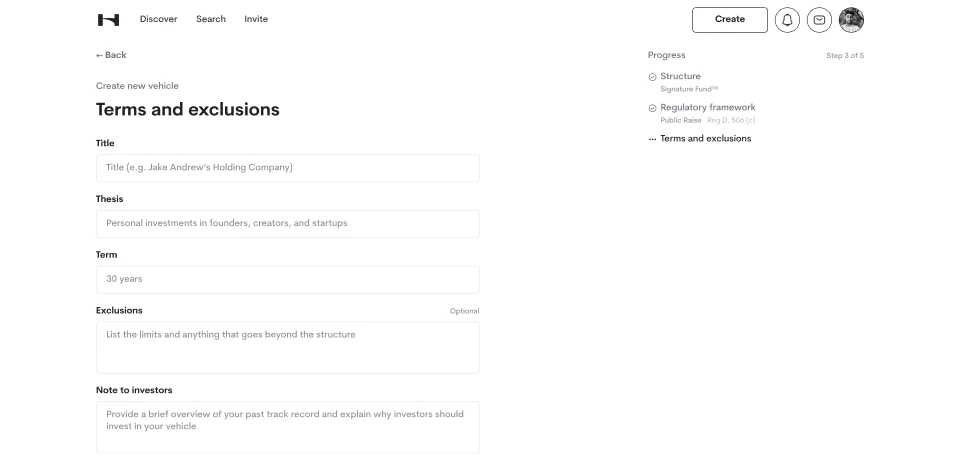 Discover Search Invite Create
← Back
Create new vehicle
Terms and exclusions
Title
Title (e.g. Jake Andrew's Holding Company)
Thesis
Personal investments in founders, creators, and startups
Term
30 years
Exclusions Optional
List the limits and anything that goes beyond the structure
Note to investors
Provide a brief overview of your past track record and explain why investors should
invest in your vehicle
Progress Step 3 of 5
Structure
Signature Fund™
Regulatory framework
Public Raise Reg D, 506 (c)
Terms and exclusions